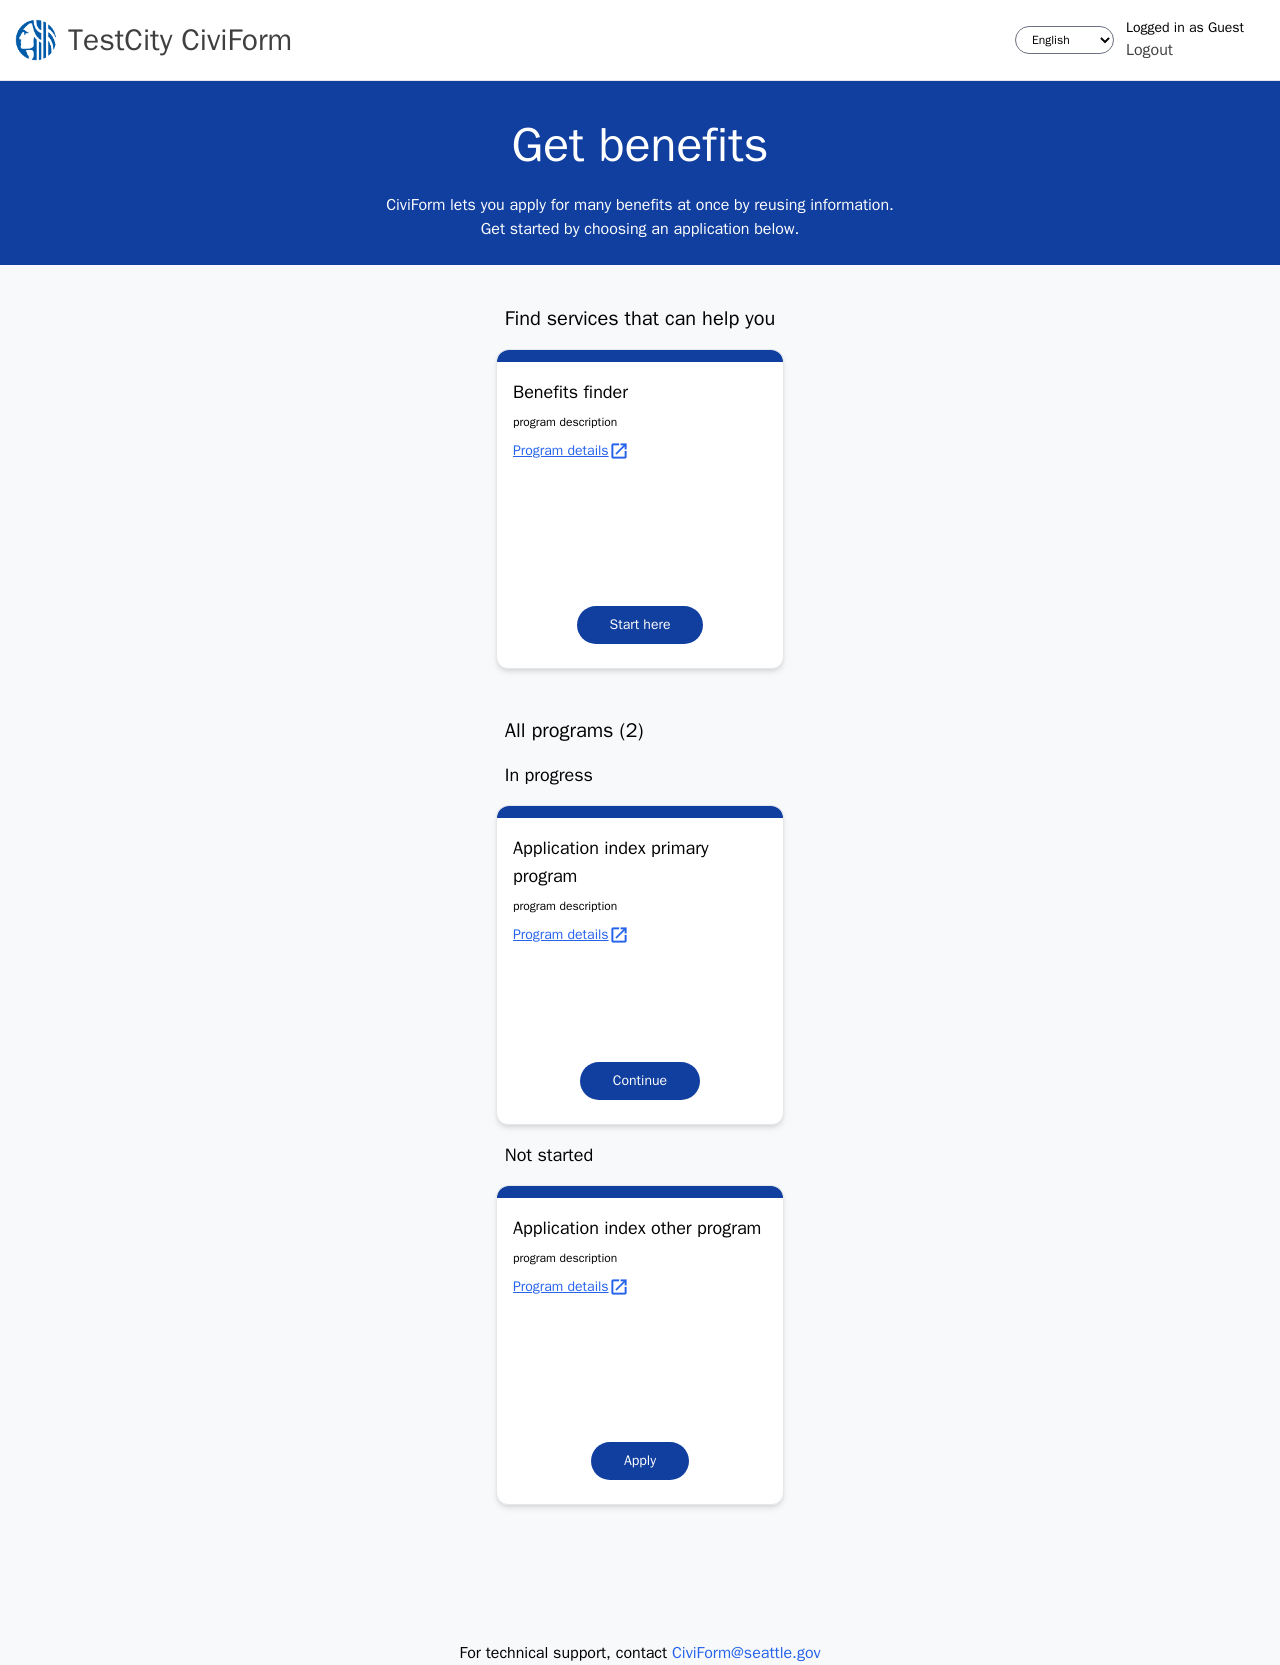 TestCity CiviForm
English
Logged in as Guest
Logout
Get benefits
CiviForm lets you apply for many benefits at once by reusing information.
Get started by choosing an application below.
Find services that can help you
Benefits finder
program description
Program details
Start here
All programs (2)
In progress
Application index primary
program
program description
Program details
Continue
Not started
Application index other program
program description
Program details
Apply
For technical support, contact CiviForm@seattle.gov